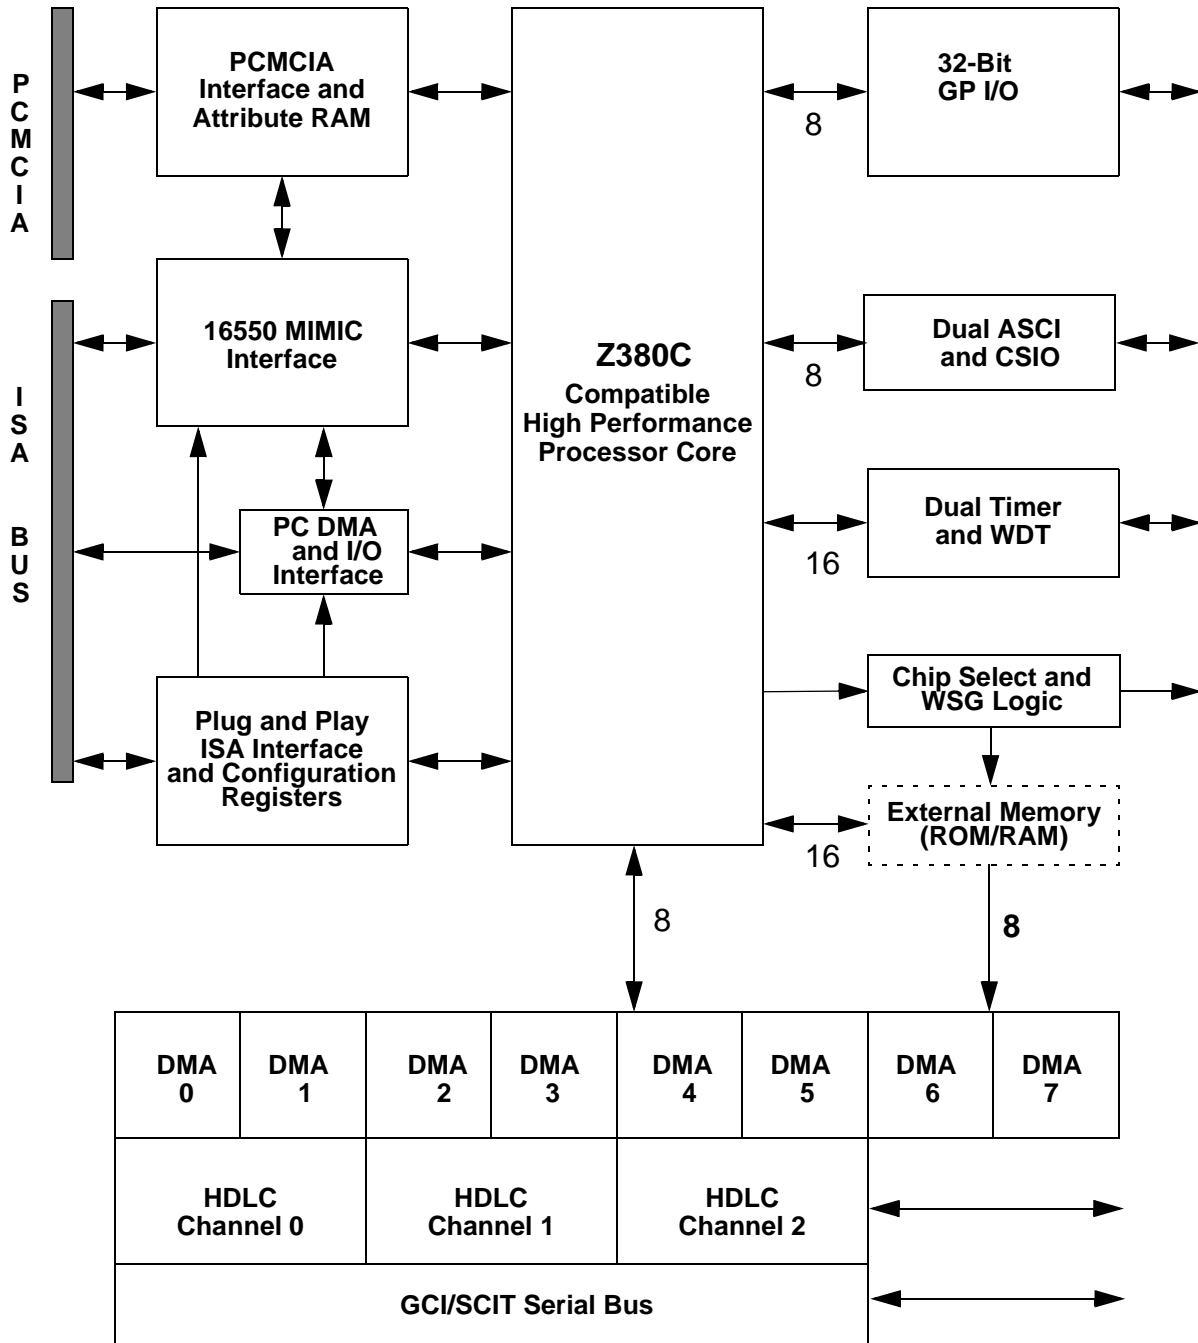 PCMCIA
PCMCIA
Interface and
Attribute RAM
32-Bit
GP I/O
8
ISA BUS
16550 MIMIC
Interface
Z380C
Compatible
High Performance
Processor Core
Dual ASCI
and CSIO
8
PC DMA
and I/O
Interface
Dual Timer
and WDT
16
Plug and Play
ISA Interface
and Configuration
Registers
Chip Select and
WSG Logic
External Memory
(ROM/RAM)
16
8
8
DMA
0
DMA
1
DMA
2
DMA
3
DMA
4
DMA
5
DMA
6
DMA
7
HDLC
Channel 0
HDLC
Channel 1
HDLC
Channel 2
GCI/SCIT Serial Bus